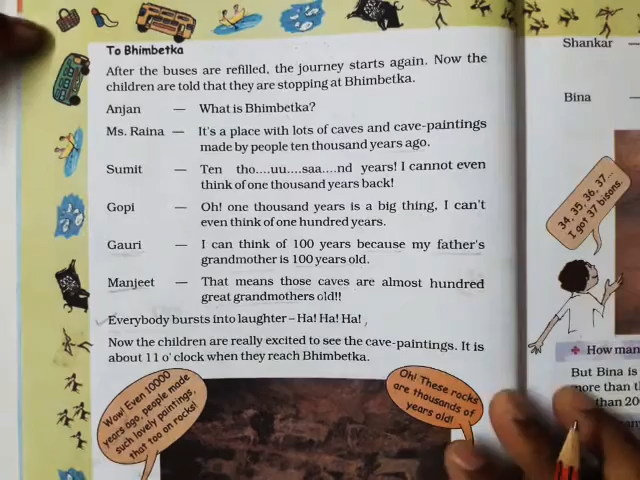 To Bhimbetka
After the buses are refilled, the journey starts again. Now the
children are told that they are stopping at Bhimbetka.
Anjan — What is Bhimbetka?
Ms. Raina — It's a place with lots of caves and cave-paintings
made by people ten thousand years ago.
Sumit — Ten tho....uu....saa....nd years! I cannot even
think of one thousand years back!
Gopi — Oh! one thousand years is a big thing, I can't
even think of one hundred years.
Gauri — I can think of 100 years because my father's
grandmother is 100 years old.
Manjeet — That means those caves are almost hundred
great grandmothers old!!
Everybody bursts into laughter – Ha! Ha! Ha!
Now the children are really excited to see the cave-paintings. It is
about 11 o' clock when they reach Bhimbetka.
Wow! Even 10000
years ago, people made
such lovely paintings,
that too on rocks!
Oh! These rocks
are thousands of
years old!
Shankar —
Bina —
34, 35, 36, 37...
I got 37 bisons.
How man
But Bina is
more than
than 20